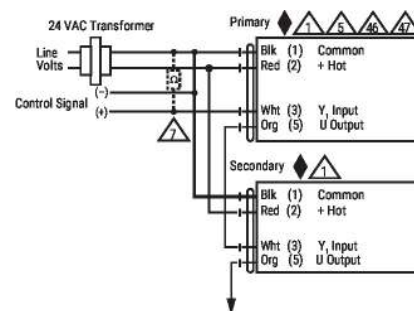 24 VAC Transformer
Line
Volts
Control Signal
(-)
(+)
Ω
7
Primary 1 5 46 47
Blk (1) Common
Red (2) + Hot
Wht (3) Y1 Input
Org (5) U Output
Secondary 1
Blk (1) Common
Red (2) + Hot
Wht (3) Y1 Input
Org (5) U Output